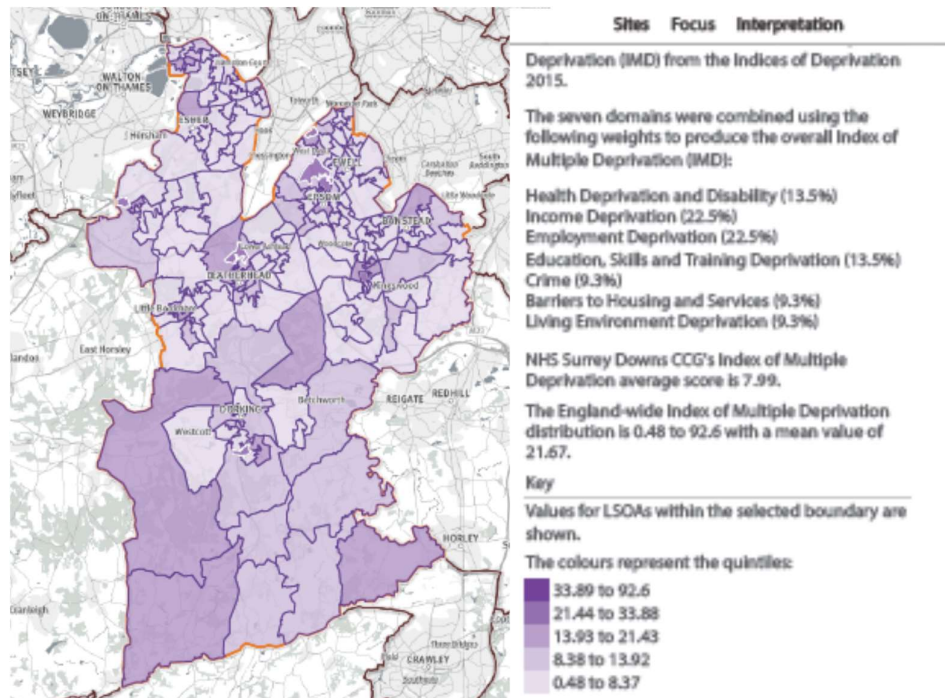 Sites Focus Interpretation
Deprivation (IMD) from the Indices of Deprivation
2015.
The seven domains were combined using the
following weights to produce the overall Index of
Multiple Deprivation (IMD):
Health Deprivation and Disability (13.5%)
Income Deprivation (22.5%)
Employment Deprivation (22.5%)
Education, Skills and Training Deprivation (13.5%)
Crime (9.3%)
Barriers to Housing and Services (9.3%)
Living Environment Deprivation (9.3%)
NHS Surrey Downs CCG's Index of Multiple
Deprivation average score is 7.99.
The England-wide Index of Multiple Deprivation
distribution is 0.48 to 92.6 with a mean value of
21.67.
Key
Values for LSOAs within the selected boundary are
shown.
The colours represent the quintiles:
33.89 to 92.6
21.44 to 33.88
13.93 to 21.43
8.38 to 13.92
0.48 to 8.37
ON-THAMES
WALTON
ON-THAMES
WEYBRIDGE
ESHER
EWELL
EPSOM
BANSTEAD
LEATHERHEAD
Kingswood
Little Bookham
East Horsley
REIGATE
REDHILL
DORKING
Betchworth
Westcott
HORLEY
Cranleigh
Three Bridges
CRAWLEY